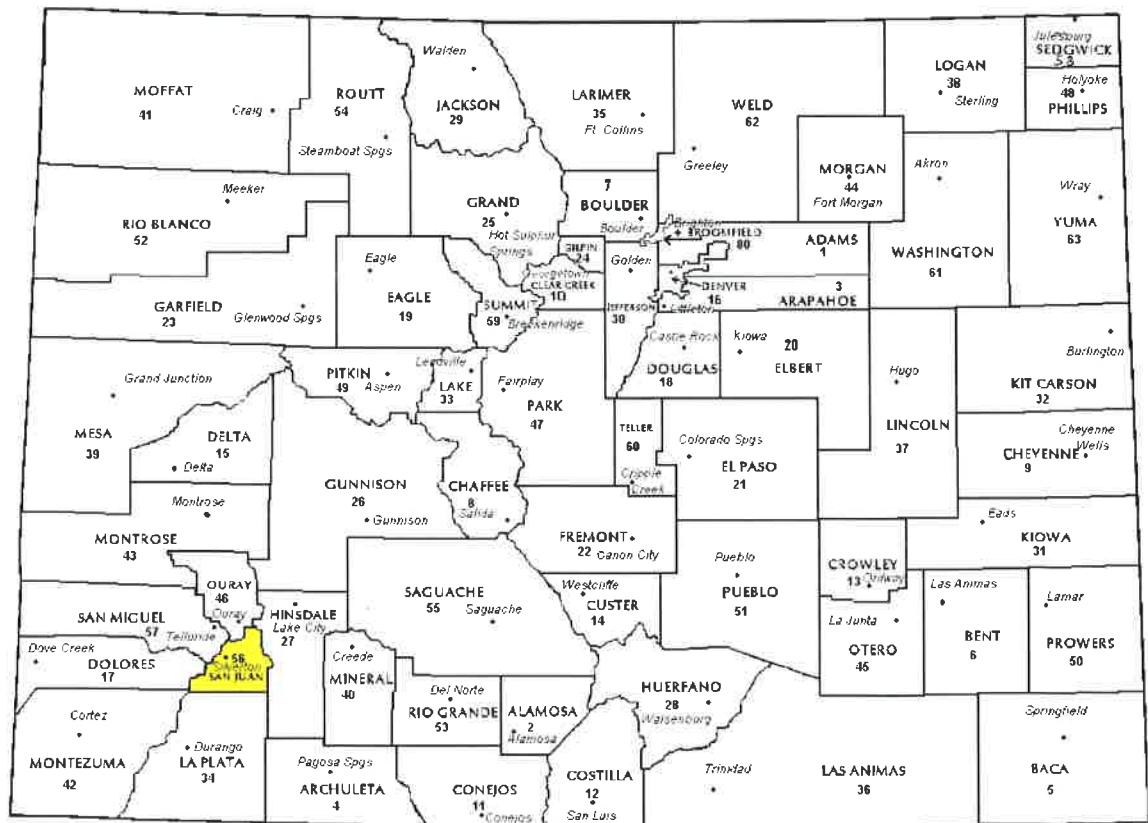 MOFFAT
41
Craig
ROUTT
54
Steamboat Spgs
Walden
JACKSON
29
LARIMER
35
Ft. Collins
WELD
62
Greeley
LOGAN
38
Sterling
Julesburg
SEDGWICK
58
Holyoke
48
PHILLIPS
MORGAN
44
Fort Morgan
Akron
WASHINGTON
61
Wray
YUMA
63
Meeker
RIO BLANCO
52
GRAND
25
Hot Sulphur
Springs
7
BOULDER
Boulder
Brighton
BROOMFIELD
80
ADAMS
1
GILPIN
24
Golden
Georgetown
CLEAR CREEK
10
JEFFERSON
30
DENVER
16
3
ARAPAHOE
Littleton
Eagle
EAGLE
19
SUMMIT
59
Breckenridge
GARFIELD
23
Glenwood Spgs
Castle Rock
DOUGLAS
18
Kiowa
20
ELBERT
Hugo
LINCOLN
37
Burlington
KIT CARSON
32
Grand Junction
MESA
39
PITKIN
49
Aspen
Leadville
LAKE
33
Fairplay
PARK
47
TELLER
60
Cripple
Creek
Colorado Spgs
EL PASO
21
Cheyenne
Wells
CHEYENNE
9
DELTA
15
Delta
GUNNISON
26
Gunnison
CHAFFEE
8
Salida
Montrose
MONTROSE
43
FREMONT
22
Canon City
Pueblo
PUEBLO
51
CROWLEY
13
Ordway
Eads
KIOWA
31
OURAY
46
Ouray
SAN MIGUEL
57
Telluride
HINSDALE
Lake City
27
SAGUACHE
55
Saguache
Westcliffe
CUSTER
14
La Junta
OTERO
45
Las Animas
BENT
6
Lamar
PROWERS
50
Dove Creek
DOLORES
17
56
Silverton
SAN JUAN
Creede
MINERAL
40
Del Norte
RIO GRANDE
53
ALAMOSA
2
Alamosa
HUERFANO
28
Walsenburg
Cortez
MONTEZUMA
42
Durango
LA PLATA
34
Pagosa Spgs
ARCHULETA
4
CONEJOS
11
Conejos
COSTILLA
12
San Luis
Trinidad
LAS ANIMAS
36
Springfield
BACA
5